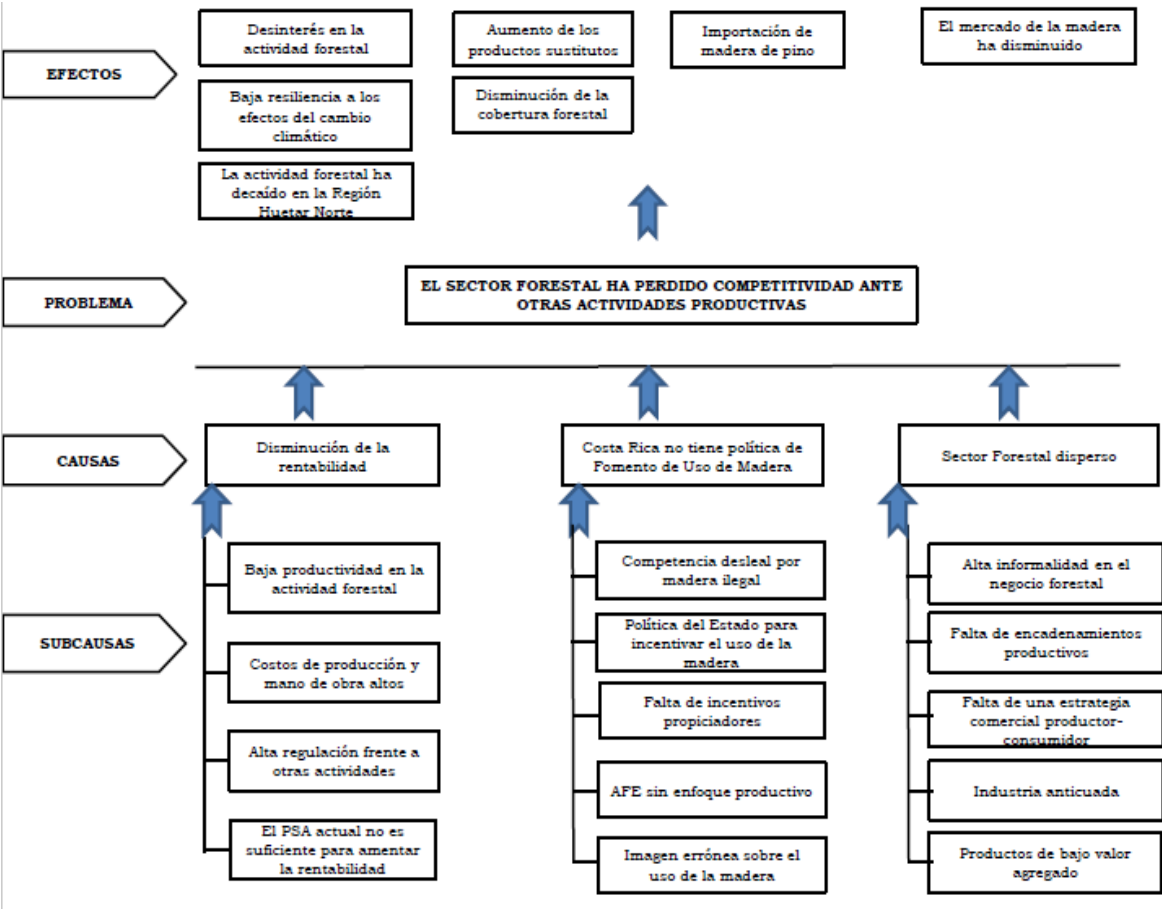 EFECTOS
Desinterés en la
actividad forestal
Aumento de los
productos sustitutos
Importación de
madera de pino
El mercado de la madera
ha disminuido
Baja resiliencia a los
efectos del cambio
climático
Disminución de la
cobertura forestal
La actividad forestal ha
decaído en la Región
Huetar Norte
PROBLEMA
EL SECTOR FORESTAL HA PERDIDO COMPETITIVIDAD ANTE
OTRAS ACTIVIDADES PRODUCTIVAS
CAUSAS
Disminución de la
rentabilidad
Costa Rica no tiene política de
Fomento de Uso de Madera
Sector Forestal disperso
SUBCAUSAS
Baja productividad en la
actividad forestal
Costos de producción y
mano de obra altos
Alta regulación frente a
otras actividades
El PSA actual no es
suficiente para amentar
la rentabilidad
Competencia desleal por
madera ilegal
Política del Estado para
incentivar el uso de la
madera
Falta de incentivos
propiciadores
AFE sin enfoque productivo
Imagen errónea sobre el
uso de la madera
Alta informalidad en el
negocio forestal
Falta de encadenamientos
productivos
Falta de una estrategia
comercial productor-
consumidor
Industria anticuada
Productos de bajo valor
agregado